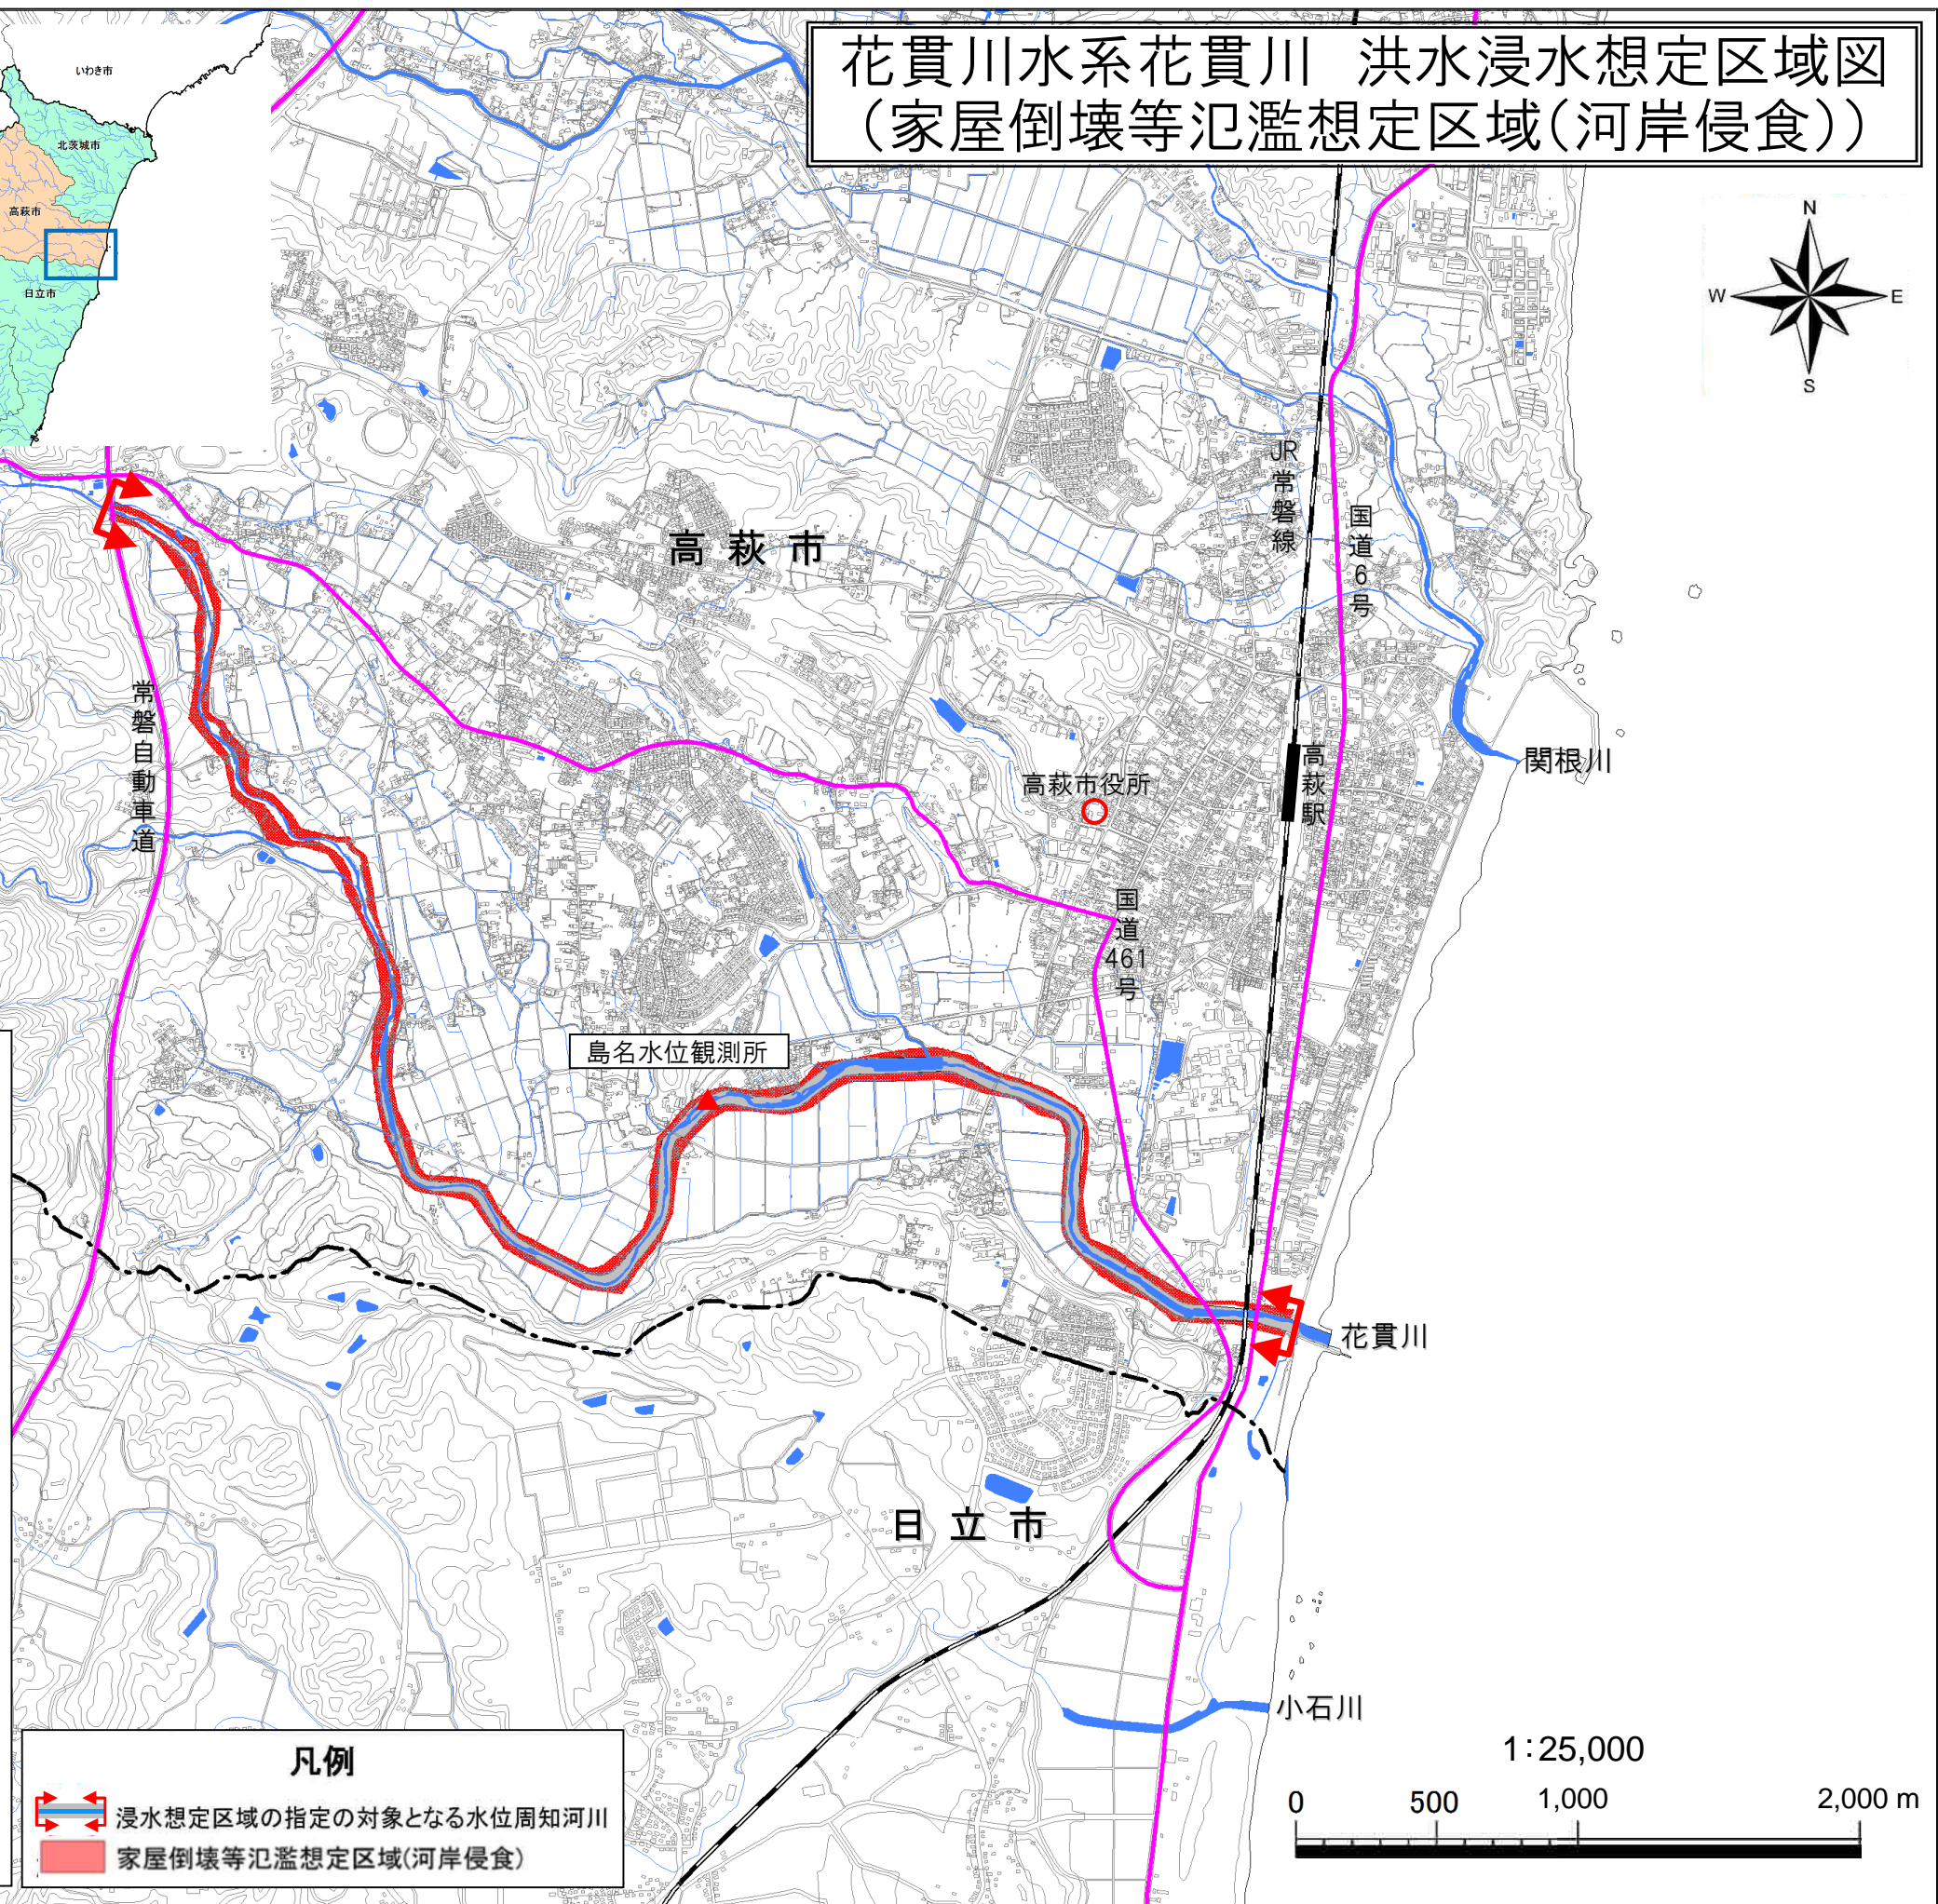 花貫川水系花貫川　洪水浸水想定区域図
（家屋倒壊等氾濫想定区域（河岸侵食））
いわき市
北茨城市
高萩市
日立市
N
W
E
S
JR常磐線
国道6号
高萩市
常磐自動車道
高萩市役所
高萩駅
関根川
国道461号
島名水位観測所
花貫川
日立市
小石川
凡例
浸水想定区域の指定の対象となる水位周知河川
家屋倒壊等氾濫想定区域(河岸侵食)
1:25,000
0 500 1,000 2,000 m